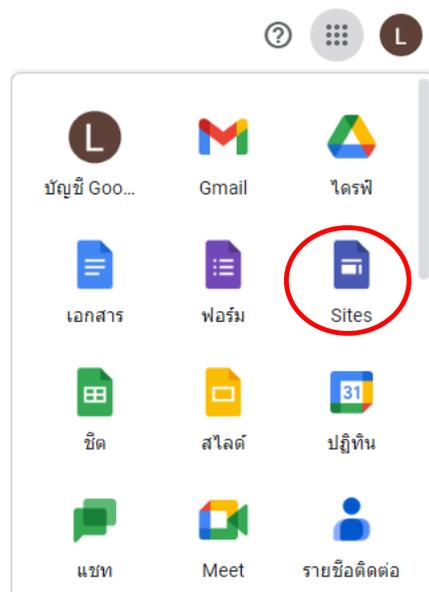 L
L
บัญชี Goo...
Gmail
ไดรฟ์
เอกสาร
ฟอร์ม
Sites
ชีต
31
สไลด์
ปฏิทิน
แชท
Meet
รายชื่อติดต่อ